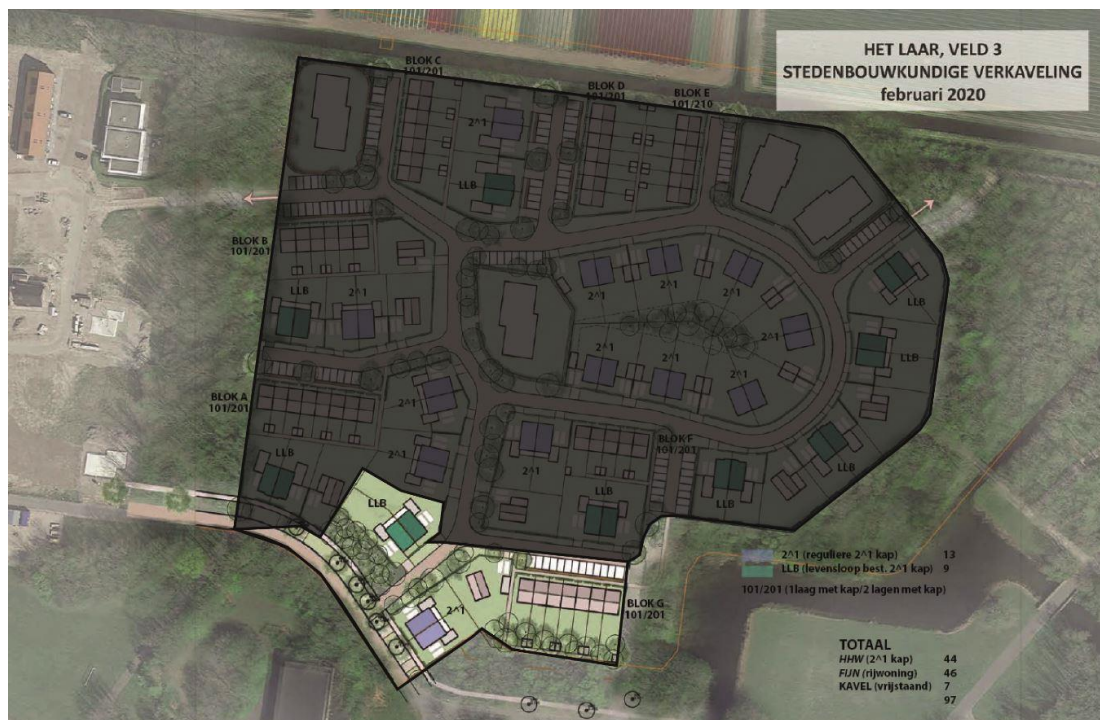 HET LAAR, VELD 3
STEDENBOUWKUNDIGE VERKAVELING
februari 2020
BLOK C
101/201
BLOK D
101/201
BLOK E
101/210
2^1
LLB
BLOK B
101/201
LLB
2^1
2^1
2^1
2^1
2^1
2^1
2^1
2^1
LLB
LLB
LLB
LLB
BLOK A
101/201
2^1
2^1
LLB
2^1
BLOK F
101/201
LLB
LLB
2^1
BLOK G
101/201
2^1 (reguliere 2^1 kap) 13
LLB (levensloop best. 2^1 kap) 9
101/201 (1laag met kap/2 lagen met kap)
TOTAAL
HHW (2^1 kap) 44
FIJN (rijwoning) 46
KAVEL (vrijstaand) 7
97